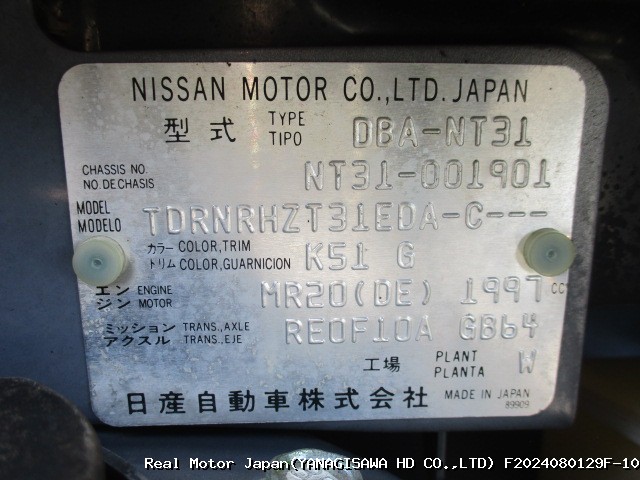 NISSAN MOTOR CO.,LTD.JAPAN
型式 TYPE TIPO DBA-NT31
CHASSIS NO. NO.DE CHASIS NT31-001901
MODEL MODELO TDRNRHZT31EDA-C---
カラー COLOR,TRIM
トリム COLOR,GUARNICION K51 G
エンジン ENGINE MOTOR MR20(DE) 1997 CC
ミッション TRANS.,AXLE
アクスル TRANS.,EJE RE0F10A GB64
工場 PLANT PLANTA W
日産自動車株式会社 MADE IN JAPAN
89909
Real Motor Japan(YANAGISAWA HD CO.,LTD) F2024080129F-10